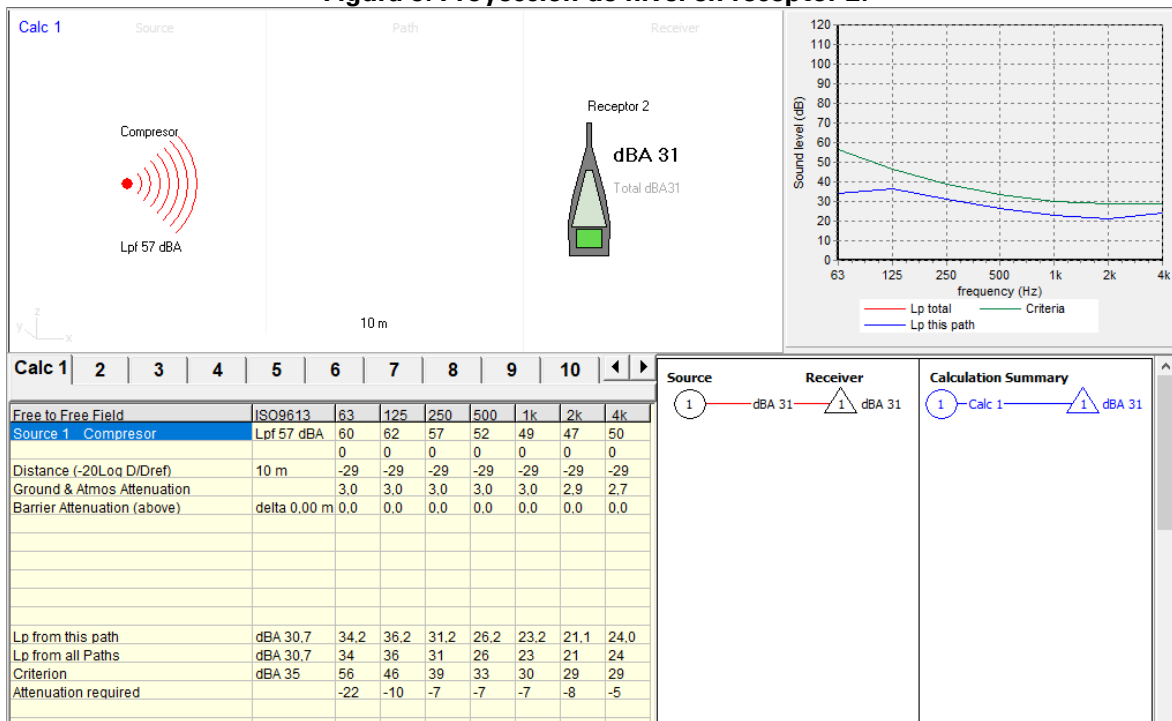 Figura 8. Proyección de nivel en receptor 2.
Calc 1
Source
Path
Receiver
Compresor
Lpf 57 dBA
Receptor 2
dBA 31
Total dBA31
z
y
x
10 m
Sound level (dB)
120
110
100
90
80
70
60
50
40
30
20
10
0
63 125 250 500 1k 2k 4k
frequency (Hz)
Lp total
Criteria
Lp this path
Calc 1 2 3 4 5 6 7 8 9 10
Free to Free Field ISO9613 63 125 250 500 1k 2k 4k
Source 1 Compresor Lpf 57 dBA 60 62 57 52 49 47 50
0 0 0 0 0 0 0
Distance (-20Log D/Dref) 10 m -29 -29 -29 -29 -29 -29 -29
Ground & Atmos Attenuation 3,0 3,0 3,0 3,0 3,0 2,9 2,7
Barrier Attenuation (above) delta 0,00 m 0,0 0,0 0,0 0,0 0,0 0,0 0,0
Lp from this path dBA 30,7 34,2 36,2 31,2 26,2 23,2 21,1 24,0
Lp from all Paths dBA 30,7 34 36 31 26 23 21 24
Criterion dBA 35 56 46 39 33 30 29 29
Attenuation required -22 -10 -7 -7 -7 -8 -5
Source Receiver
1 dBA 31 1 dBA 31
Calculation Summary
1 Calc 1 1 dBA 31